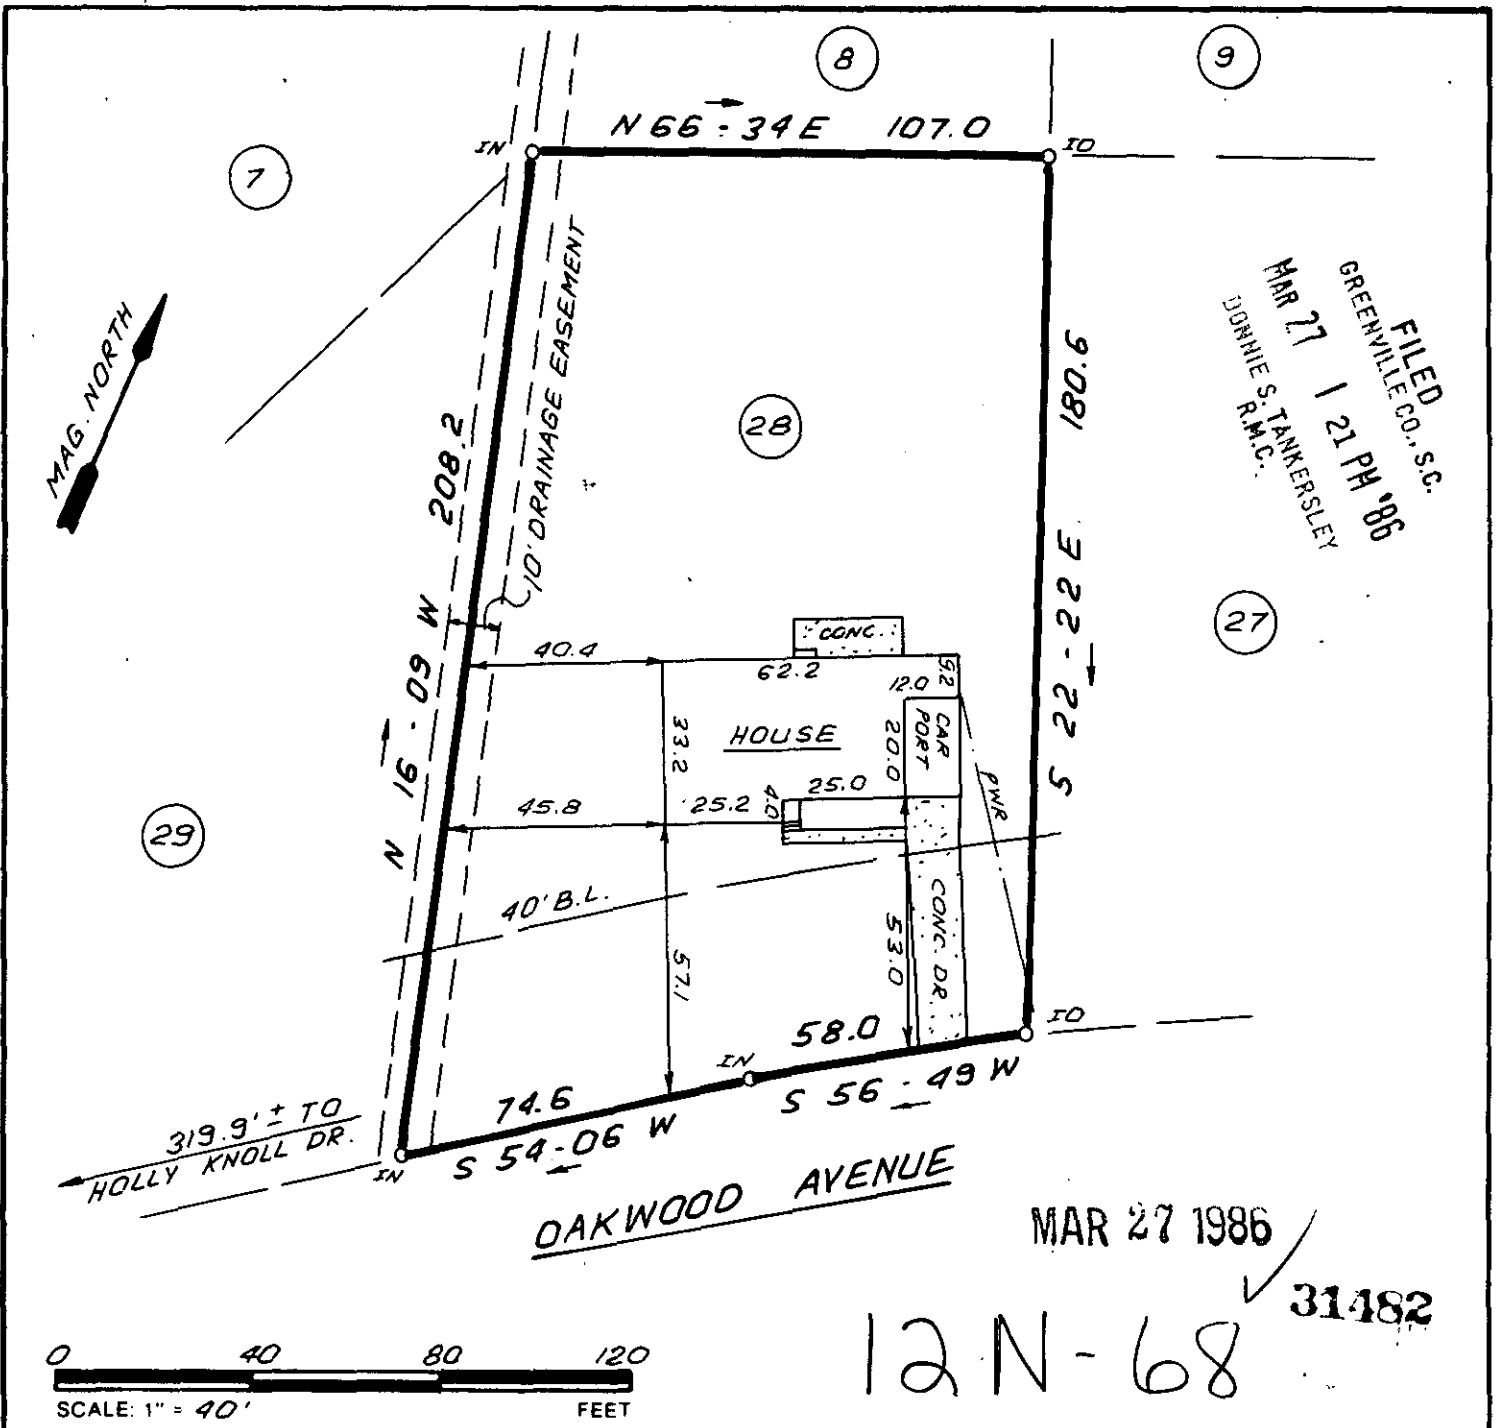 8
9
N 66 - 34 E 107.0
IN
IO
7
10' DRAINAGE EASEMENT
MAG. NORTH
FILED
GREENVILLE CO., S.C.
MAR 27 1 21 PM '86
DONNIE S. TANKERSLEY
R.M.C.
28
180.6
208.2
S 22 - 22 E
27
N 16 - 09 W
CONC.
40.4
62.2
9.2
12.0
33.2
HOUSE
20.0
CAR
PORT
PWR
29
45.8
25.2
4.0
25.0
40' B.L.
57.1
53.0
CONC. DR.
58.0
IO
IN
S 56 - 49 W
74.6
S 54 - 06 W
319.9' ± TO
HOLLY KNOLL DR.
IN
OAKWOOD AVENUE
MAR 27 1986
31482
12N - 68
0 40 80 120
SCALE: 1" = 40' FEET